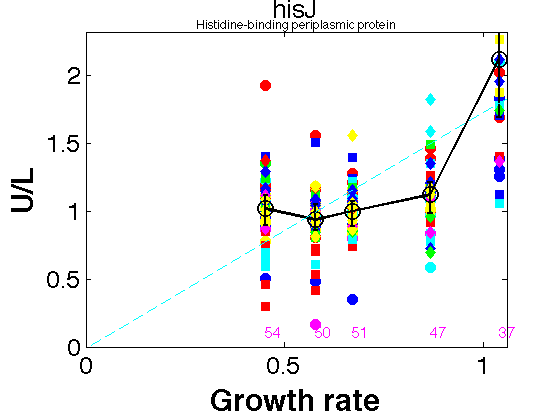 hisJ
Histidine-binding periplasmic protein
2
1.5
1
0.5
0
U/L
54 50 51 47 37
0 0.5 1
Growth rate